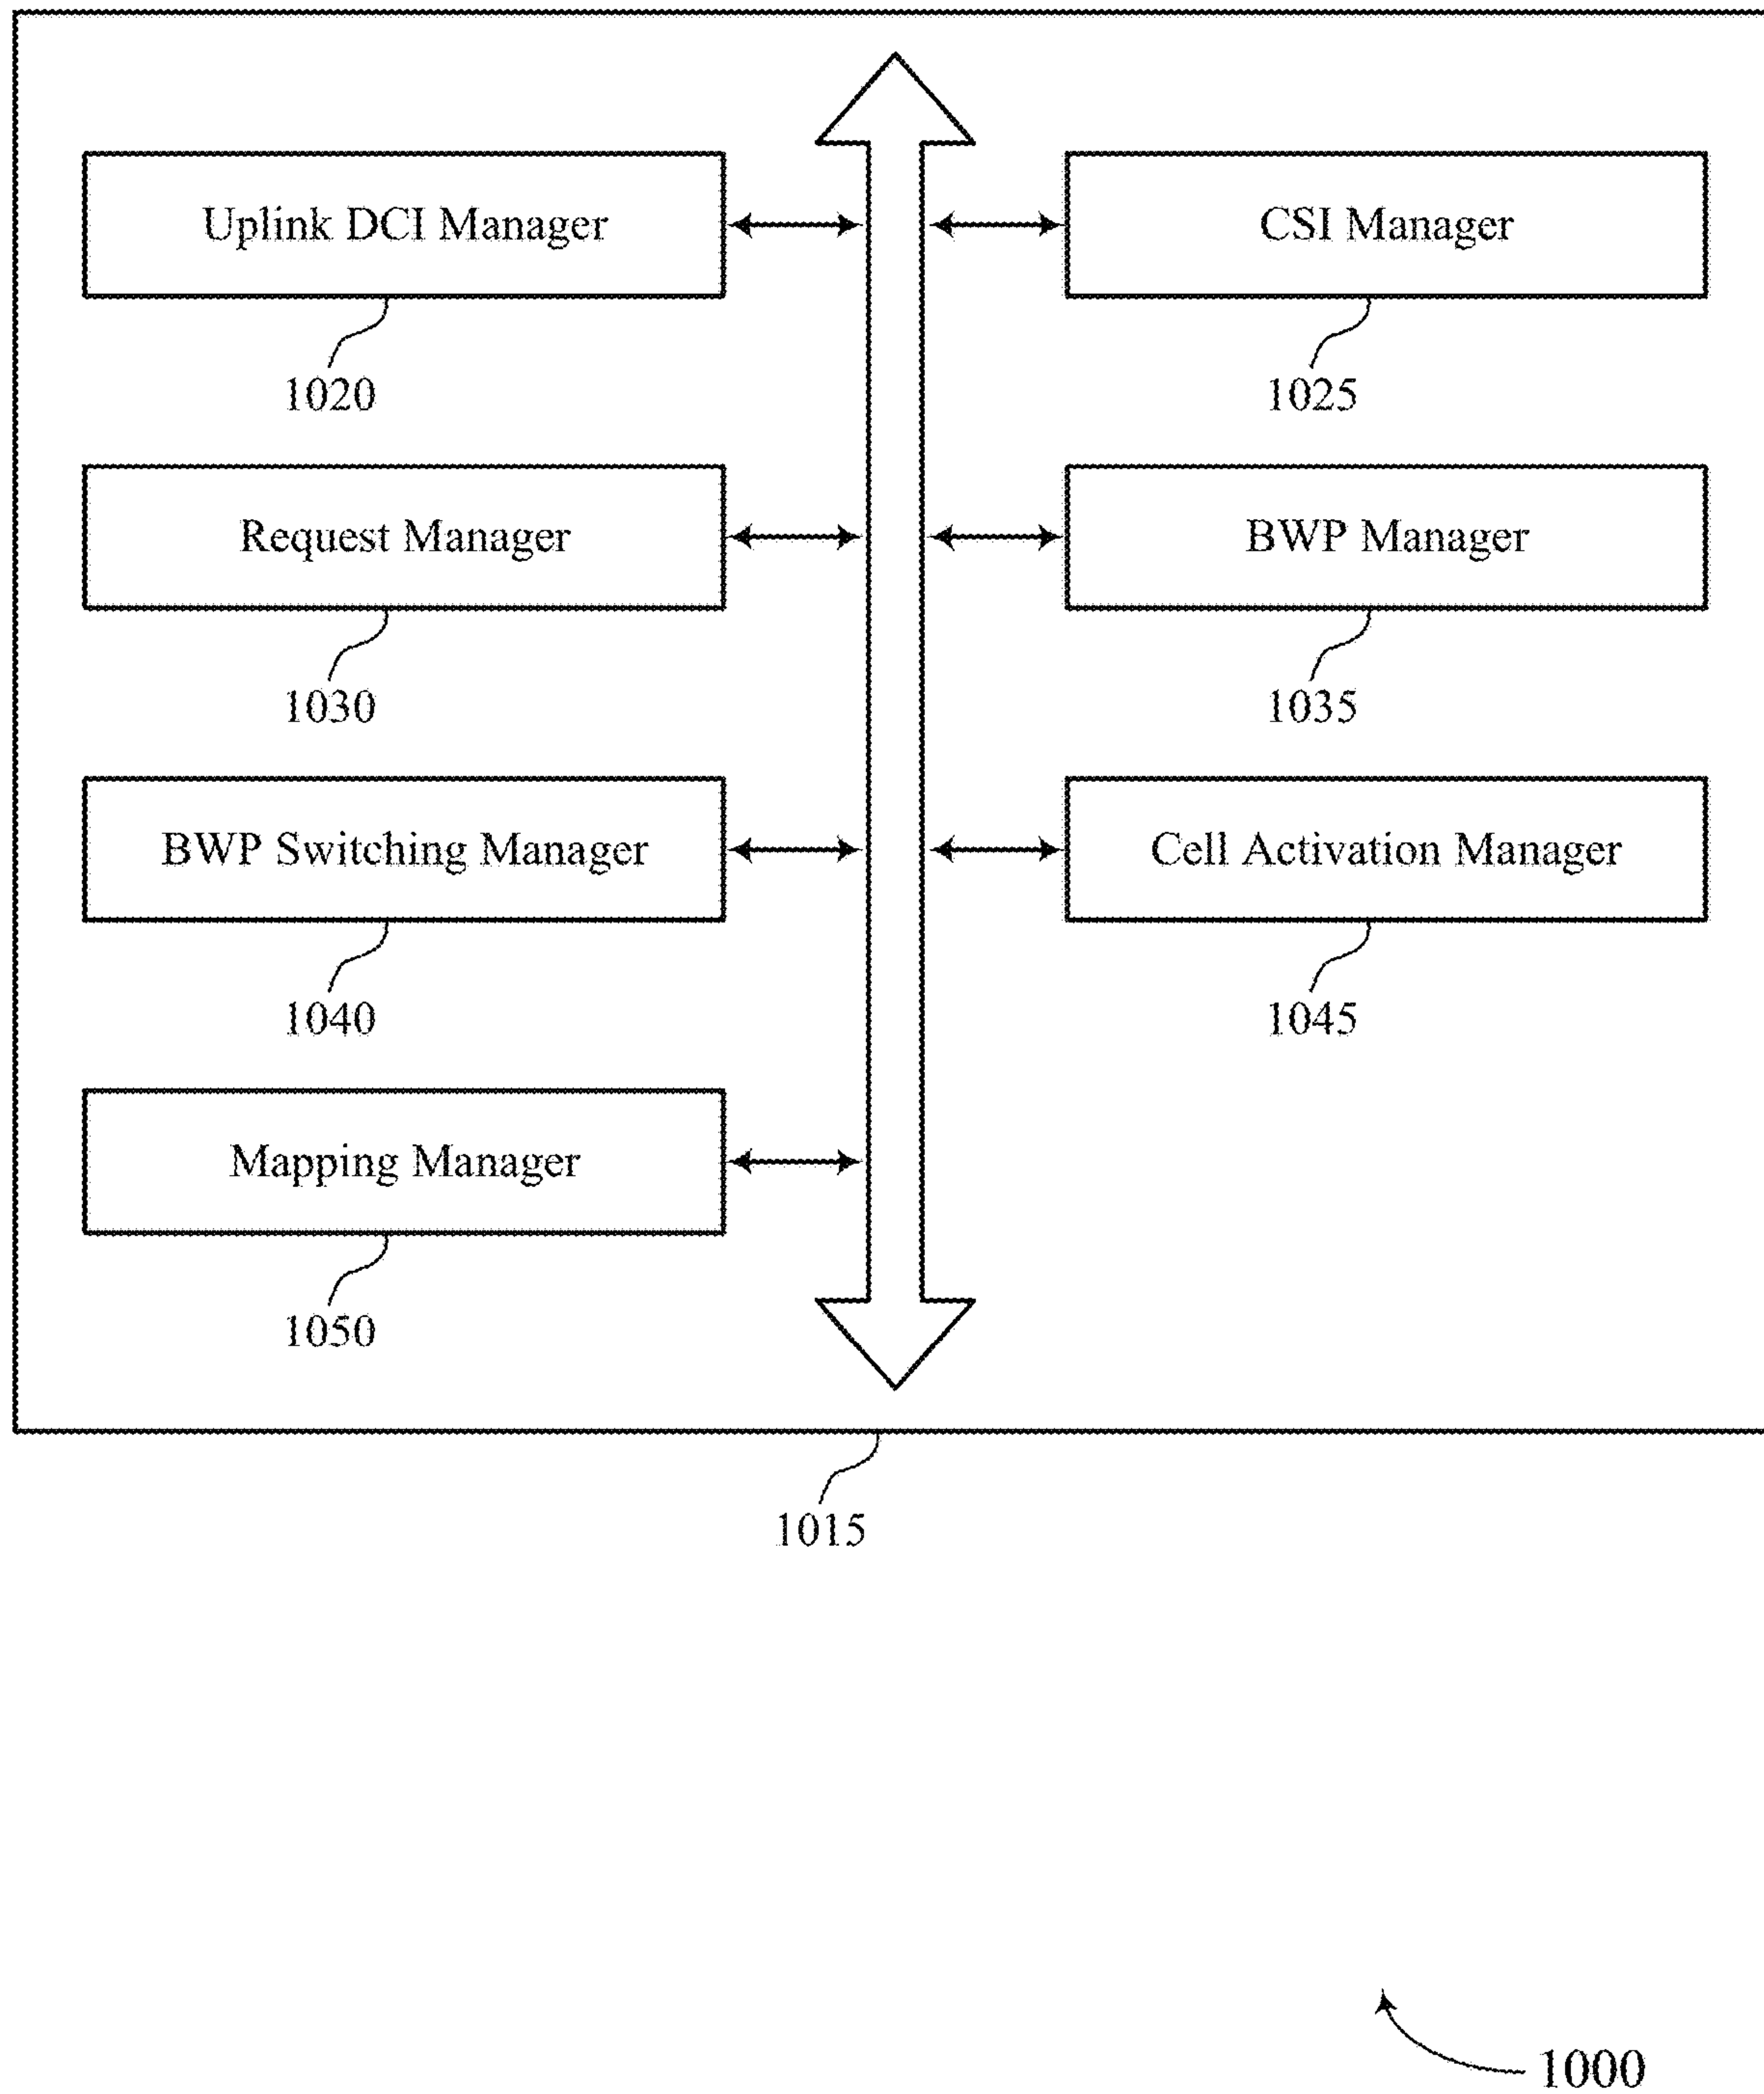 Uplink DCI Manager
CSI Manager
1020
1025
Request Manager
BWP Manager
1030
1035
BWP Switching Manager
Cell Activation Manager
1040
1045
Mapping Manager
1050
1015
1000